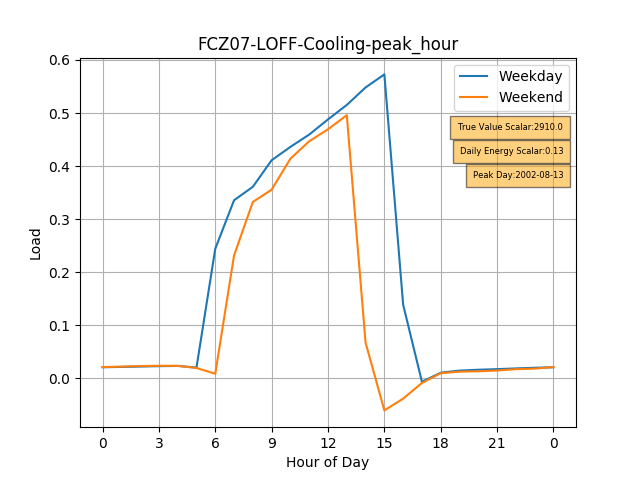 FCZ07-LOFF-Cooling-peak_hour
0.6
0.5
0.4
0.3
0.2
0.1
0.0
Load
Weekday
Weekend
True Value Scalar:2910.0
Daily Energy Scalar:0.13
Peak Day:2002-08-13
0 3 6 9 12 15 18 21 0
Hour of Day